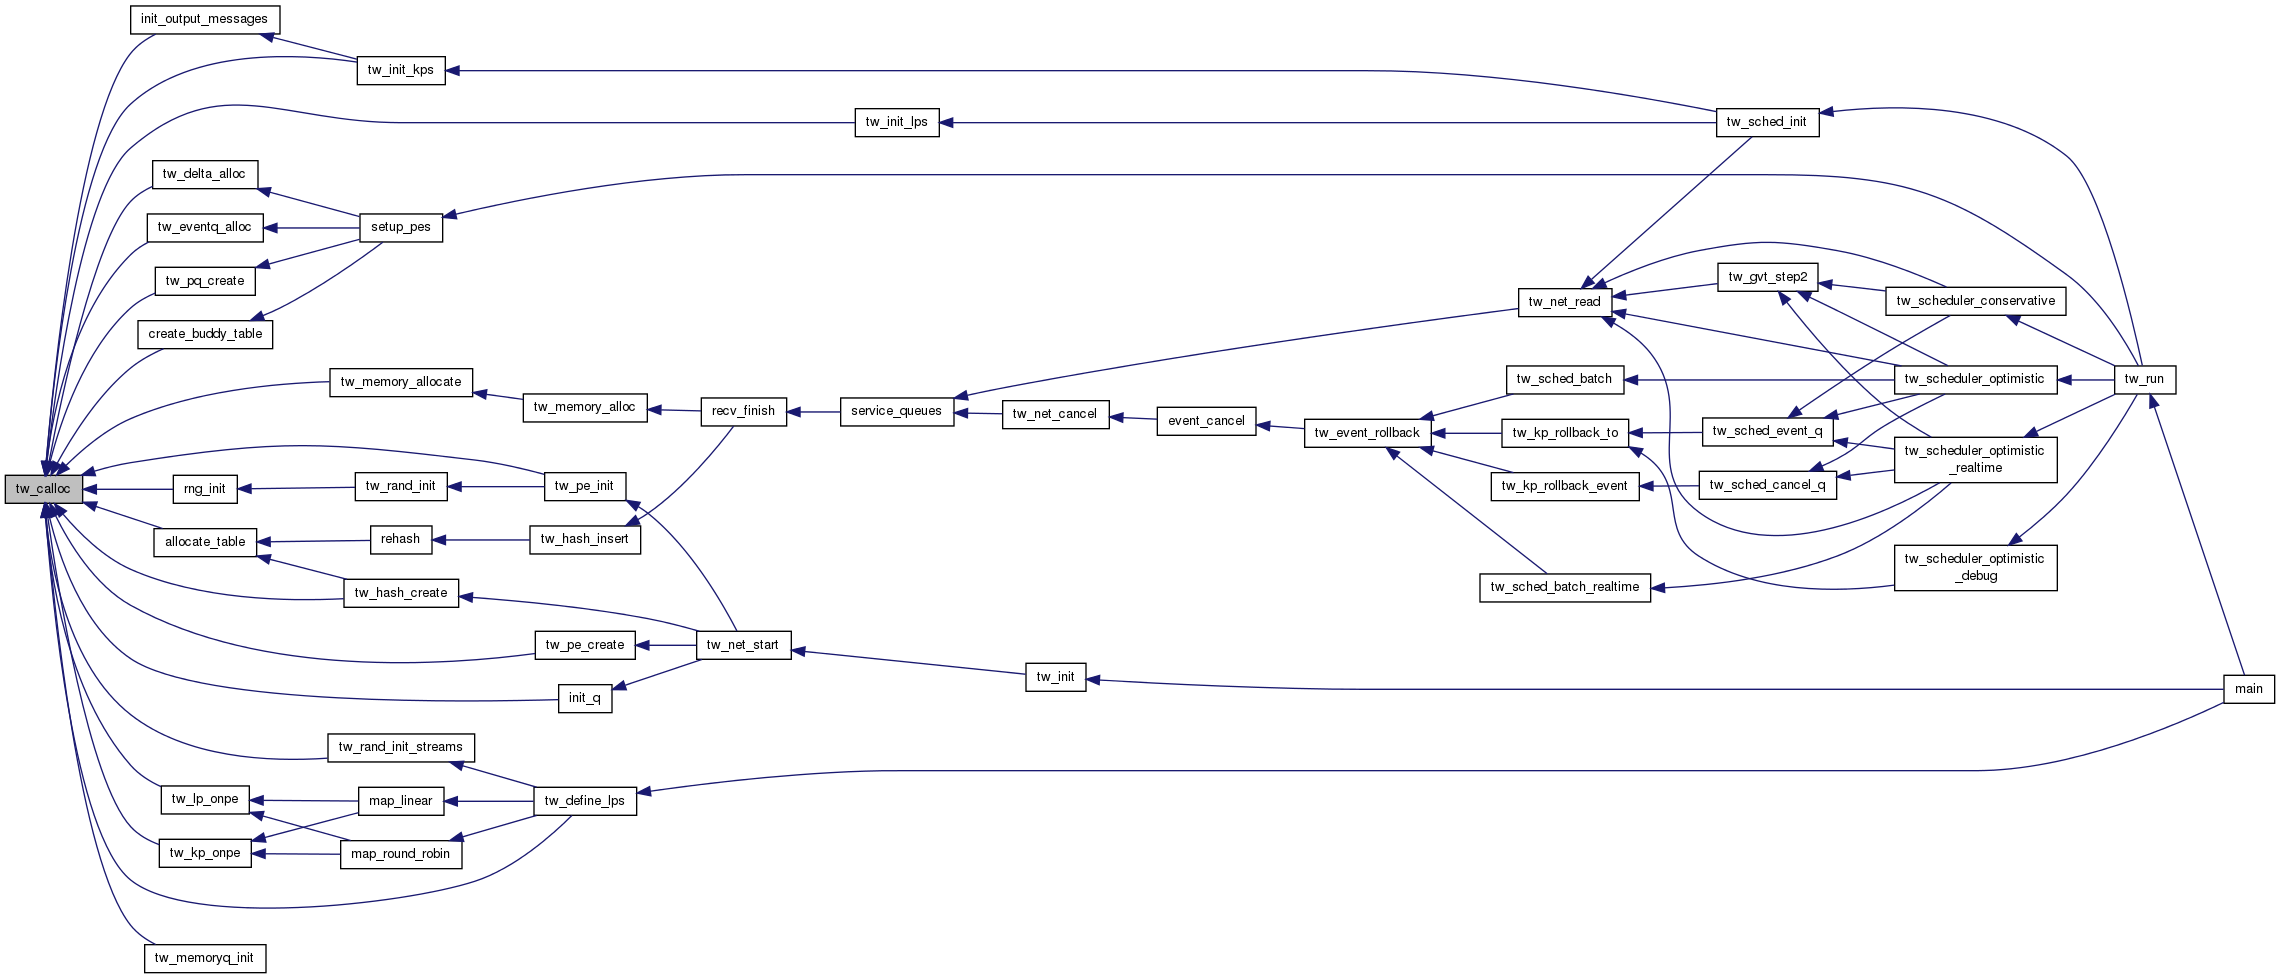 init_output_messages
tw_init_kps
tw_init_lps
tw_sched_init
tw_delta_alloc
tw_eventq_alloc
setup_pes
tw_pq_create
create_buddy_table
tw_net_read
tw_gvt_step2
tw_scheduler_conservative
tw_memory_allocate
tw_memory_alloc
recv_finish
service_queues
tw_net_cancel
event_cancel
tw_event_rollback
tw_sched_batch
tw_kp_rollback_to
tw_kp_rollback_event
tw_sched_event_q
tw_sched_cancel_q
tw_scheduler_optimistic
tw_scheduler_optimistic
_realtime
tw_run
tw_calloc
rng_init
tw_rand_init
tw_pe_init
allocate_table
rehash
tw_hash_insert
tw_hash_create
tw_sched_batch_realtime
tw_scheduler_optimistic
_debug
tw_pe_create
tw_net_start
init_q
tw_init
main
tw_rand_init_streams
tw_lp_onpe
map_linear
tw_define_lps
tw_kp_onpe
map_round_robin
tw_memoryq_init